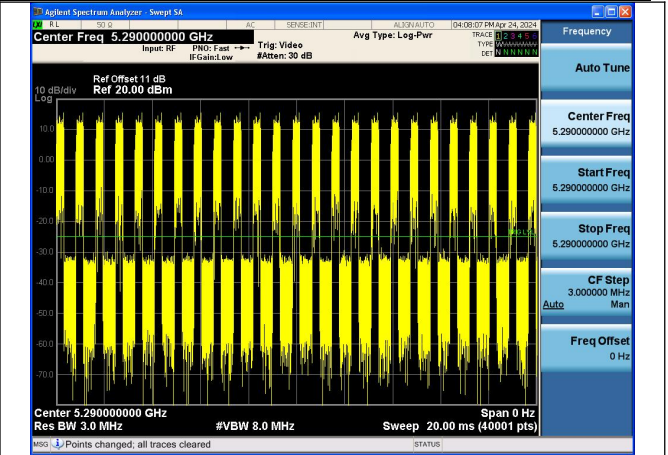 Agilent Spectrum Analyzer - Swept SA
RL 50 Ω AC SENSE:INT ALIGN AUTO 04:08:07 PM Apr 24, 2024
Center Freq 5.290000000 GHz Avg Type: Log-Pwr TRACE 1 2 3 4 5 6
Input: RF PNO: Fast Trig: Video TYPE
IFGain:Low #Atten: 30 dB DET N N N N N N
Ref Offset 11 dB
10 dB/div Ref 20.00 dBm
Log
10.0
0.00
-10.0
-20.0
-30.0
-40.0
-50.0
-60.0
-70.0
Center 5.290000000 GHz Span 0 Hz
Res BW 3.0 MHz #VBW 8.0 MHz Sweep 20.00 ms (40001 pts)
MSG Points changed; all traces cleared STATUS
Frequency
Auto Tune
Center Freq
5.290000000 GHz
Start Freq
5.290000000 GHz
Stop Freq
5.290000000 GHz
CF Step
3.000000 MHz
Auto Man
Freq Offset
0 Hz